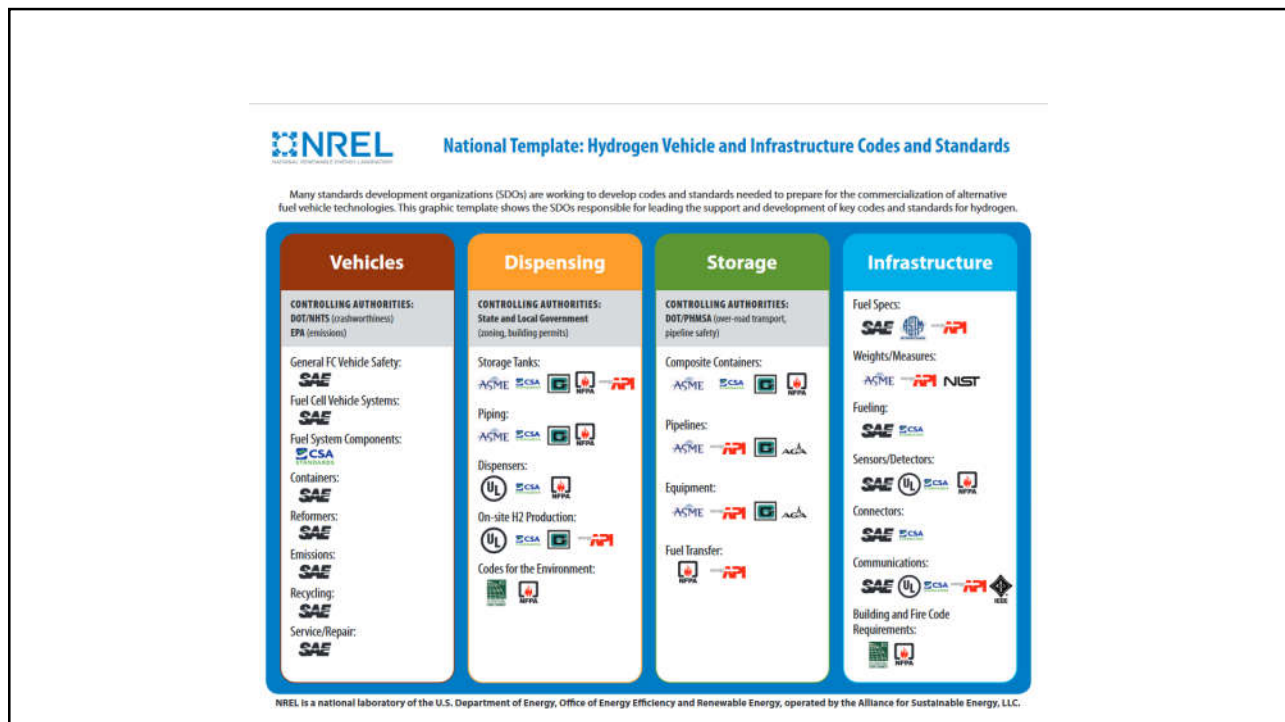 NREL
NATIONAL RENEWABLE ENERGY LABORATORY
National Template: Hydrogen Vehicle and Infrastructure Codes and Standards
Many standards development organizations (SDOs) are working to develop codes and standards needed to prepare for the commercialization of alternative
fuel vehicle technologies. This graphic template shows the SDOs responsible for leading the support and development of key codes and standards for hydrogen.
Vehicles
CONTROLLING AUTHORITIES:
DOT/NHTS (crashworthiness)
EPA (emissions)
General FC Vehicle Safety:
SAE
Fuel Cell Vehicle Systems:
SAE
Fuel System Components:
CSA
STANDARDS
Containers:
SAE
Reformers:
SAE
Emissions:
SAE
Recycling:
SAE
Service/Repair:
SAE
Dispensing
CONTROLLING AUTHORITIES:
State and Local Government
(zoning, building permits)
Storage Tanks:
ASME CSA G NFPA API
Piping:
ASME CSA G NFPA
Dispensers:
UL CSA NFPA
On-site H2 Production:
UL CSA G API
Codes for the Environment:
NFPA
Storage
CONTROLLING AUTHORITIES:
DOT/PHMSA (over-road transport,
pipeline safety)
Composite Containers:
ASME CSA G NFPA
Pipelines:
ASME API G AGA
Equipment:
ASME API G AGA
Fuel Transfer:
NFPA API
Infrastructure
Fuel Specs:
SAE ASTM API
Weights/Measures:
ASME API NIST
Fueling:
SAE CSA
Sensors/Detectors:
SAE UL CSA NFPA
Connectors:
SAE CSA
Communications:
SAE UL CSA API IEEE
Building and Fire Code
Requirements:
NFPA
NREL is a national laboratory of the U.S. Department of Energy, Office of Energy Efficiency and Renewable Energy, operated by the Alliance for Sustainable Energy, LLC.